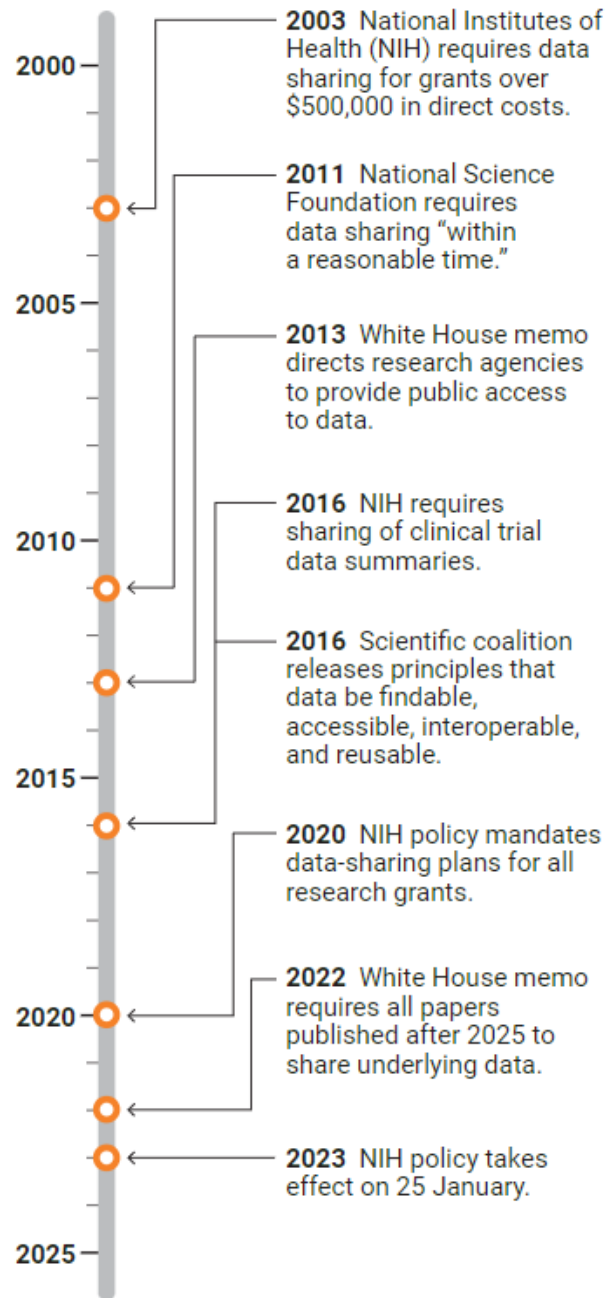 2003 National Institutes of
Health (NIH) requires data
sharing for grants over
$500,000 in direct costs.
2011 National Science
Foundation requires
data sharing “within
a reasonable time.”
2013 White House memo
directs research agencies
to provide public access
to data.
2016 NIH requires
sharing of clinical trial
data summaries.
2016 Scientific coalition
releases principles that
data be findable,
accessible, interoperable,
and reusable.
2020 NIH policy mandates
data-sharing plans for all
research grants.
2022 White House memo
requires all papers
published after 2025 to
share underlying data.
2023 NIH policy takes
effect on 25 January.
2000
2005
2010
2015
2020
2025